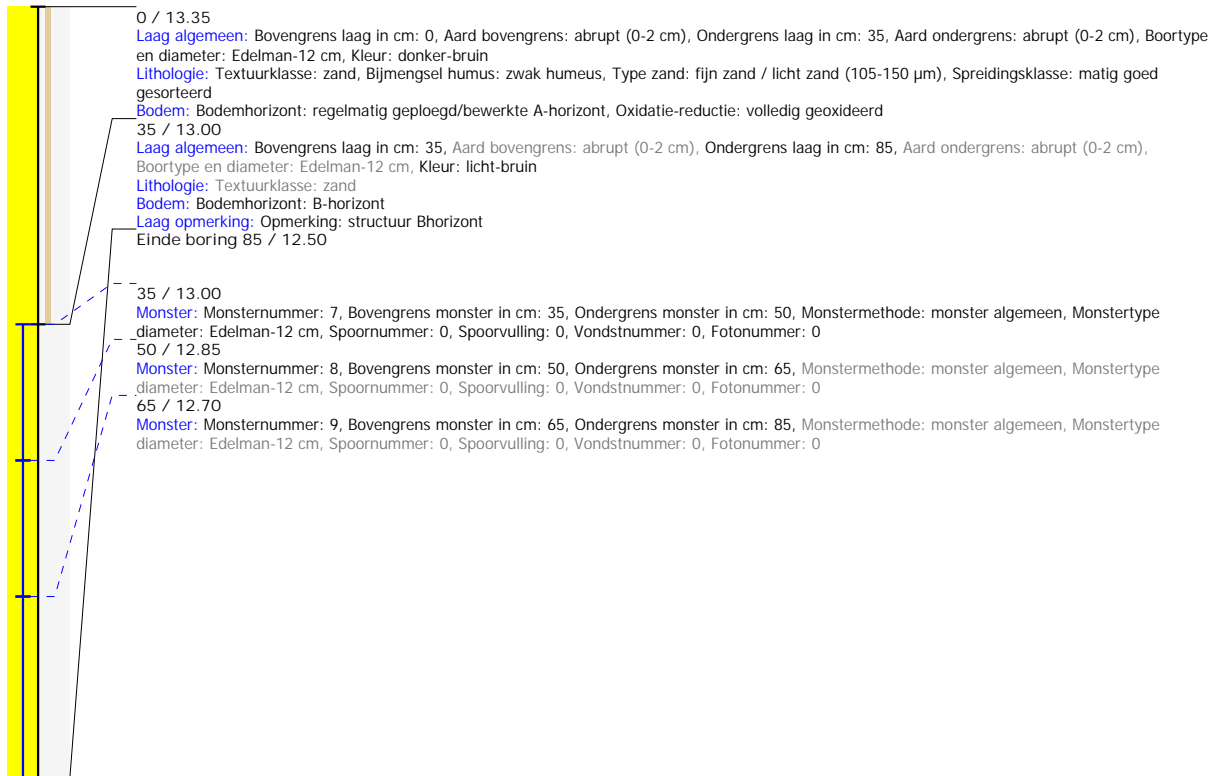 0 / 13.35
Laag algemeen: Bovengrens laag in cm: 0, Aard bovengrens: abrupt (0-2 cm), Ondergrens laag in cm: 35, Aard ondergrens: abrupt (0-2 cm), Boortype
en diameter: Edelman-12 cm, Kleur: donker-bruin
Lithologie: Textuurklasse: zand, Bijmengsel humus: zwak humeus, Type zand: fijn zand / licht zand (105-150 µm), Spreidingsklasse: matig goed
gesorteerd
Bodem: Bodemhorizont: regelmatig geploegd/bewerkte A-horizont, Oxidatie-reductie: volledig geoxideerd
35 / 13.00
Laag algemeen: Bovengrens laag in cm: 35, Aard bovengrens: abrupt (0-2 cm), Ondergrens laag in cm: 85, Aard ondergrens: abrupt (0-2 cm),
Boortype en diameter: Edelman-12 cm, Kleur: licht-bruin
Lithologie: Textuurklasse: zand
Bodem: Bodemhorizont: B-horizont
Laag opmerking: Opmerking: structuur Bhorizont
Einde boring 85 / 12.50
35 / 13.00
Monster: Monsternummer: 7, Bovengrens monster in cm: 35, Ondergrens monster in cm: 50, Monstermethode: monster algemeen, Monstertype
diameter: Edelman-12 cm, Spoornummer: 0, Spoorvulling: 0, Vondstnummer: 0, Fotonummer: 0
50 / 12.85
Monster: Monsternummer: 8, Bovengrens monster in cm: 50, Ondergrens monster in cm: 65, Monstermethode: monster algemeen, Monstertype
diameter: Edelman-12 cm, Spoornummer: 0, Spoorvulling: 0, Vondstnummer: 0, Fotonummer: 0
65 / 12.70
Monster: Monsternummer: 9, Bovengrens monster in cm: 65, Ondergrens monster in cm: 85, Monstermethode: monster algemeen, Monstertype
diameter: Edelman-12 cm, Spoornummer: 0, Spoorvulling: 0, Vondstnummer: 0, Fotonummer: 0